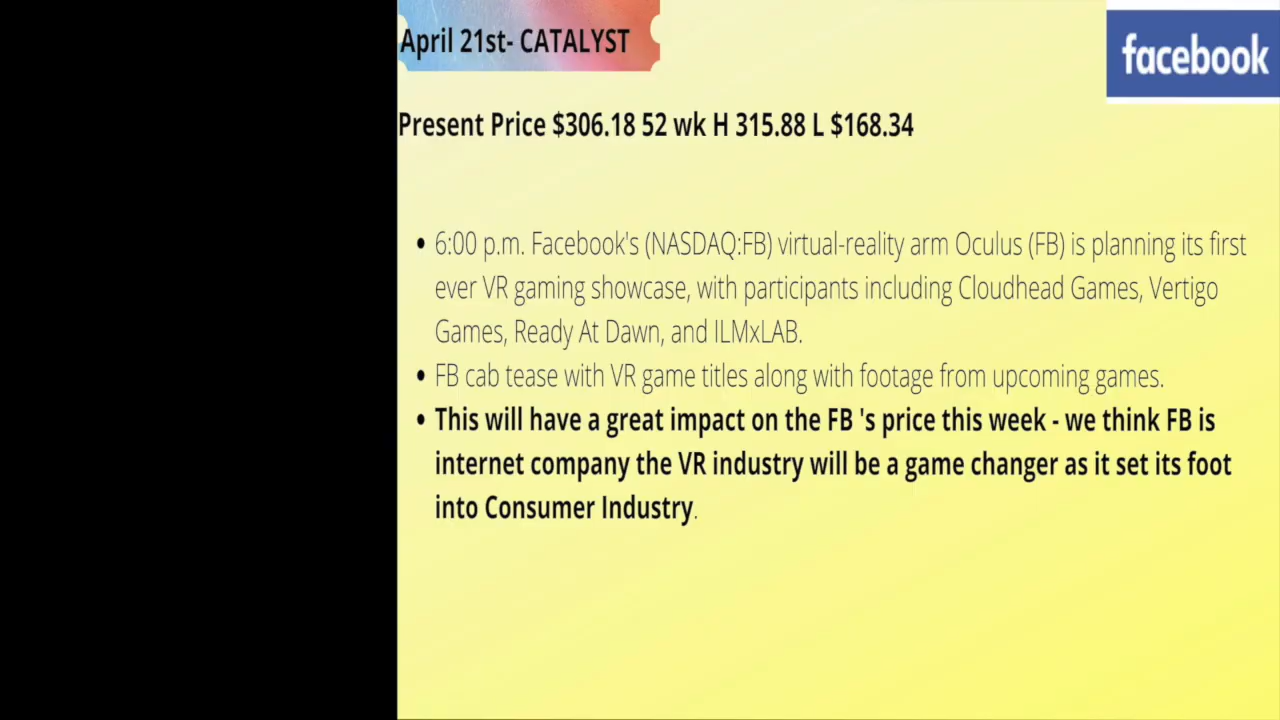 April 21st- CATALYST
facebook
Present Price $306.18 52 wk H 315.88 L $168.34
• 6:00 p.m. Facebook's (NASDAQ:FB) virtual-reality arm Oculus (FB) is planning its first
ever VR gaming showcase, with participants including Cloudhead Games, Vertigo
Games, Ready At Dawn, and ILMxLAB.
• FB cab tease with VR game titles along with footage from upcoming games.
• This will have a great impact on the FB 's price this week - we think FB is
internet company the VR industry will be a game changer as it set its foot
into Consumer Industry.